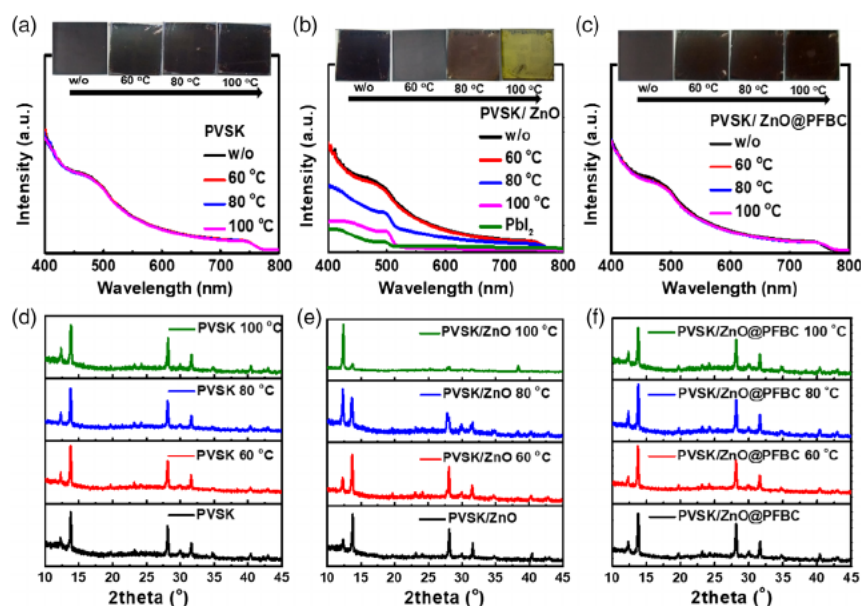 (a)
w/o 60 °C 80 °C 100 °C
PVSK
w/o
60 °C
80 °C
100 °C
Intensity (a.u.)
400 500 600 700 800
Wavelength (nm)
(b)
w/o 60 °C 80 °C 100 °C
PVSK/ ZnO
w/o
60 °C
80 °C
100 °C
PbI₂
Intensity (a.u.)
400 500 600 700 800
Wavelength (nm)
(c)
w/o 60 °C 80 °C 100 °C
PVSK/ ZnO@PFBC
w/o
60 °C
80 °C
100 °C
Intensity (a.u.)
400 500 600 700 800
Wavelength (nm)
(d)
PVSK 100 °C
PVSK 80 °C
PVSK 60 °C
PVSK
10 15 20 25 30 35 40 45
2theta (°)
(e)
PVSK/ZnO 100 °C
PVSK/ZnO 80 °C
PVSK/ZnO 60 °C
PVSK/ZnO
10 15 20 25 30 35 40 45
2theta (°)
(f)
PVSK/ZnO@PFBC 100 °C
PVSK/ZnO@PFBC 80 °C
PVSK/ZnO@PFBC 60 °C
PVSK/ZnO@PFBC
10 15 20 25 30 35 40 45
2theta (°)